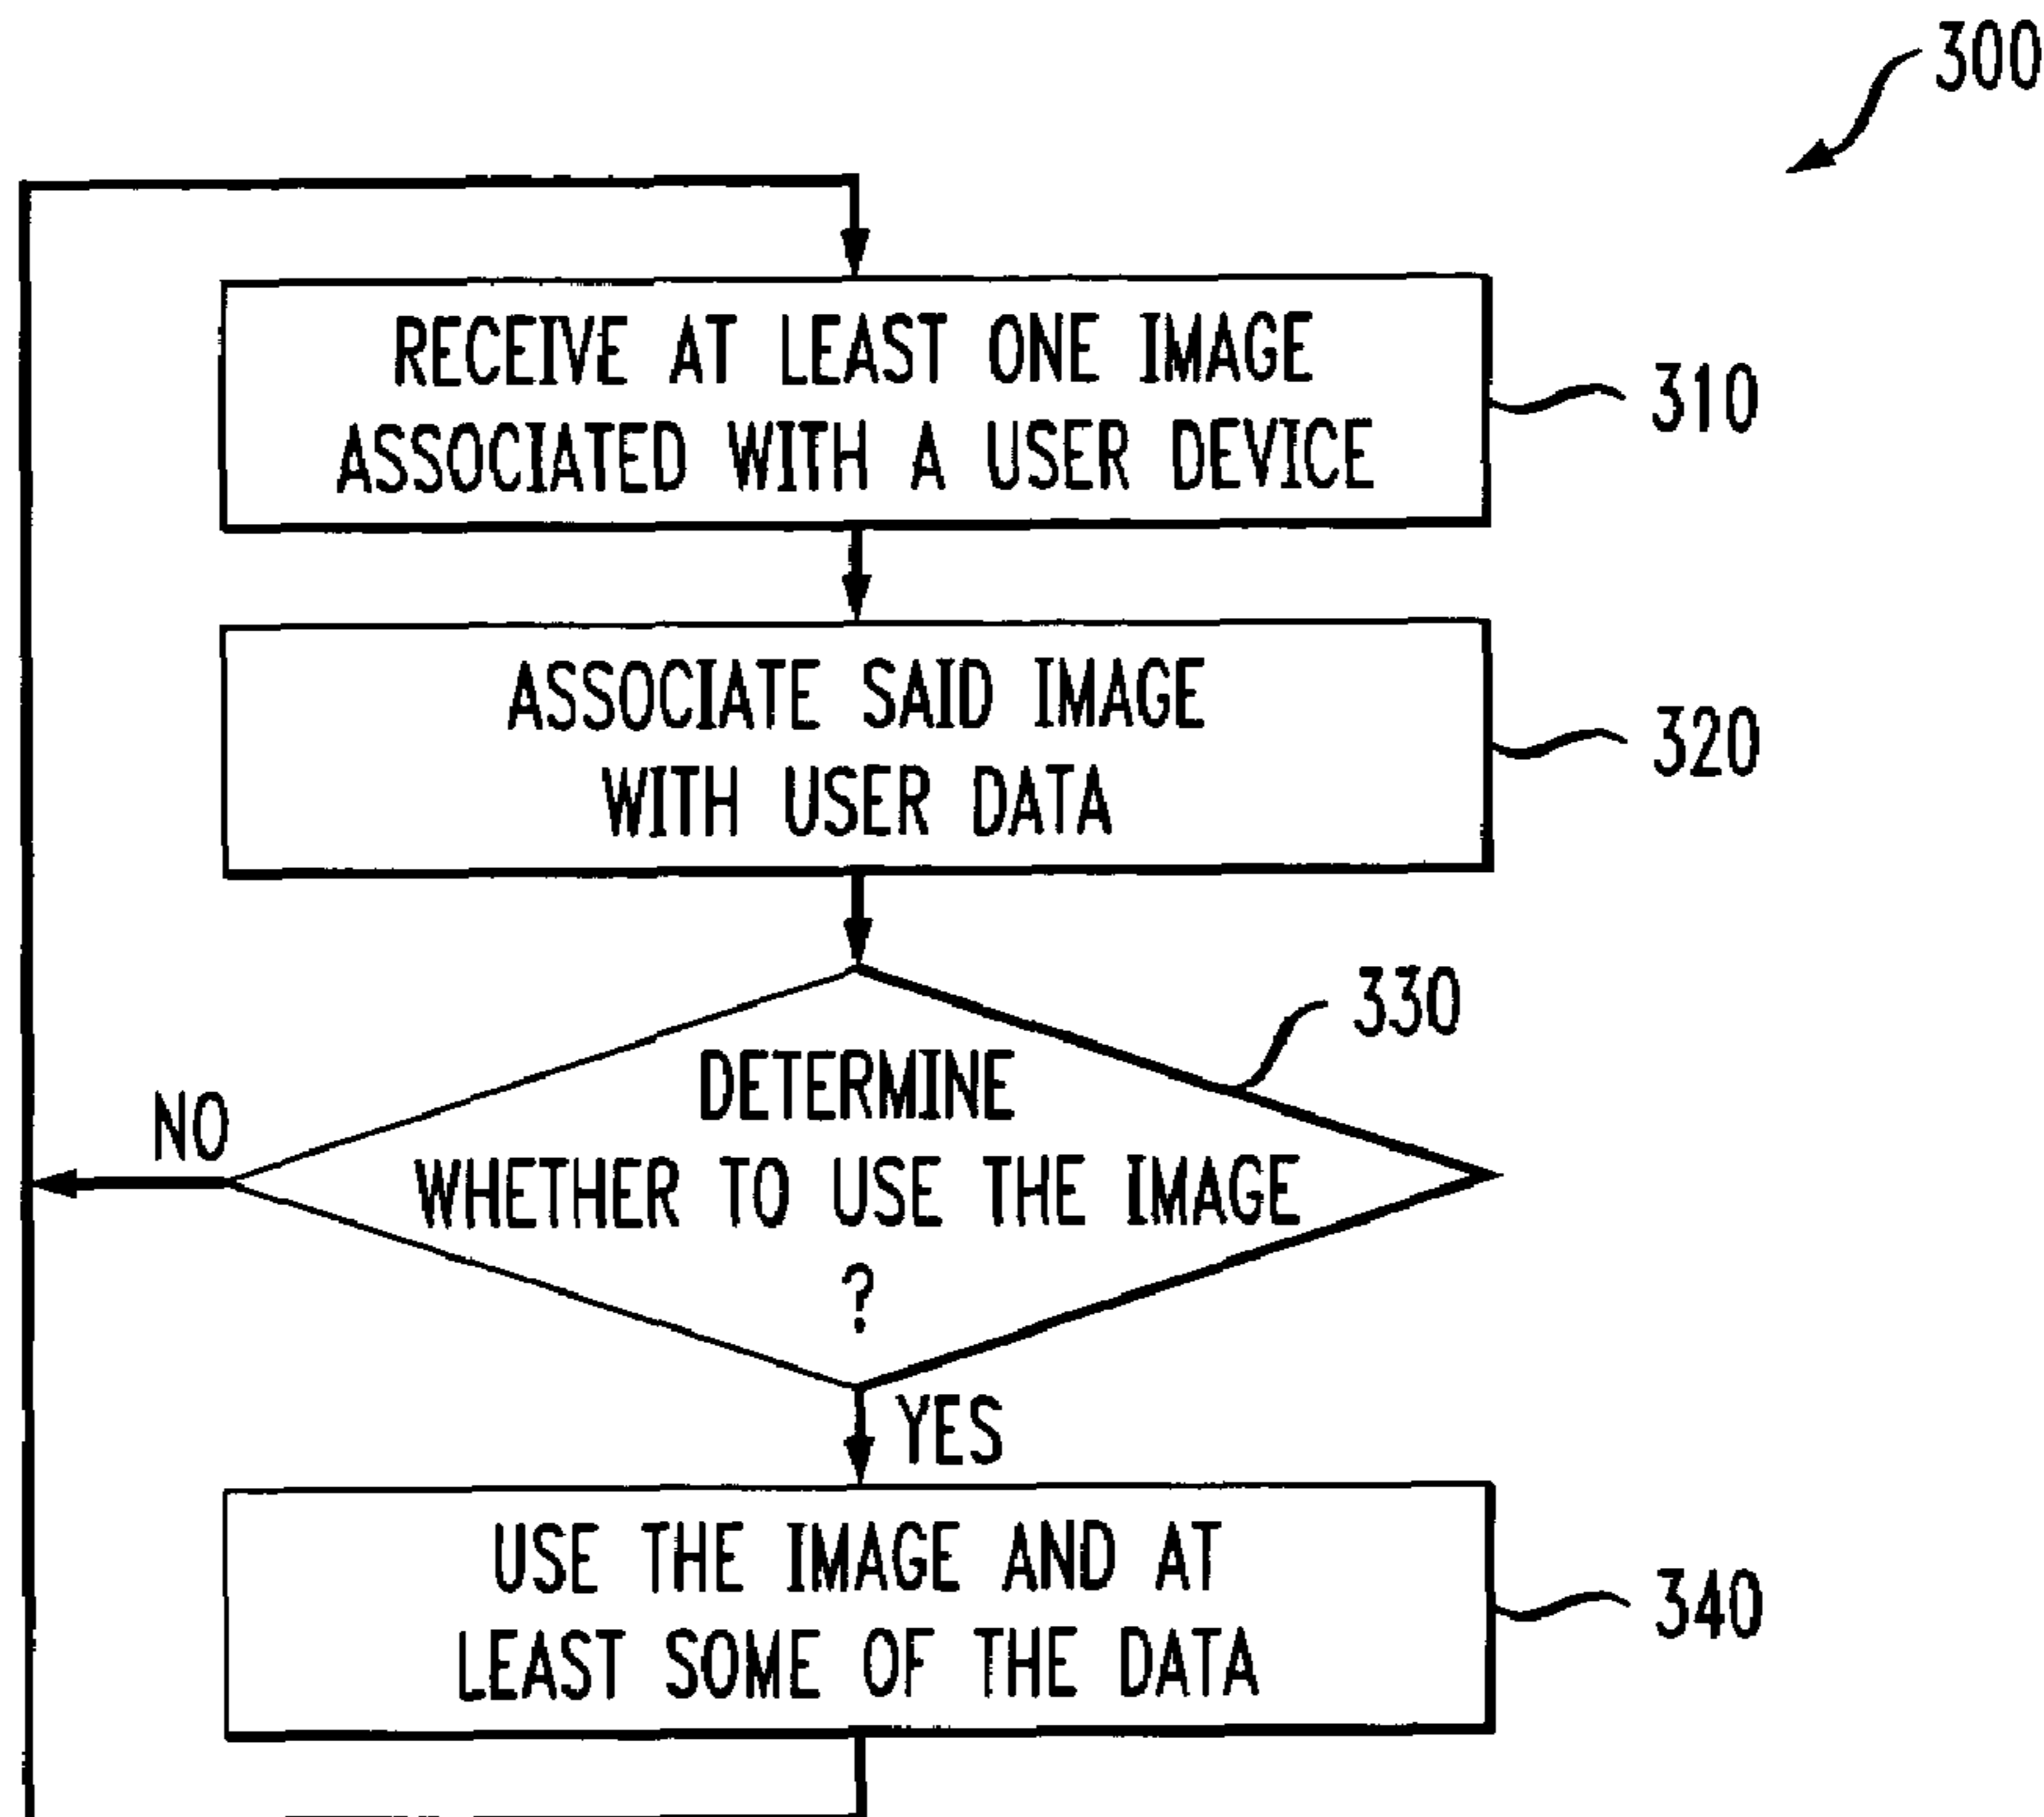 300
RECEIVE AT LEAST ONE IMAGE
ASSOCIATED WITH A USER DEVICE
310
ASSOCIATE SAID IMAGE
WITH USER DATA
320
330
DETERMINE
WHETHER TO USE THE IMAGE
?
NO
YES
USE THE IMAGE AND AT
LEAST SOME OF THE DATA
340